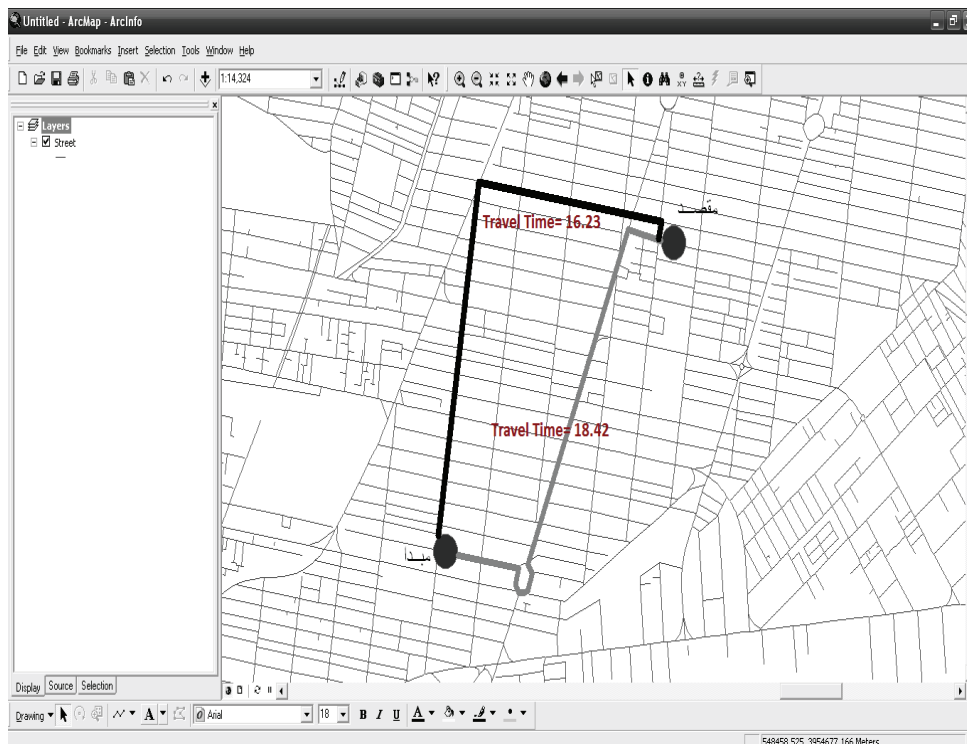 Untitled - ArcMap - ArcInfo
File Edit View Bookmarks Insert Selection Tools Window Help
1:14,324
Layers
Street
مقصد
Travel Time= 16.23
Travel Time= 18.42
مبدا
Display Source Selection
Drawing A Arial 18 B I U A
548458.525 3954677.166 Meters